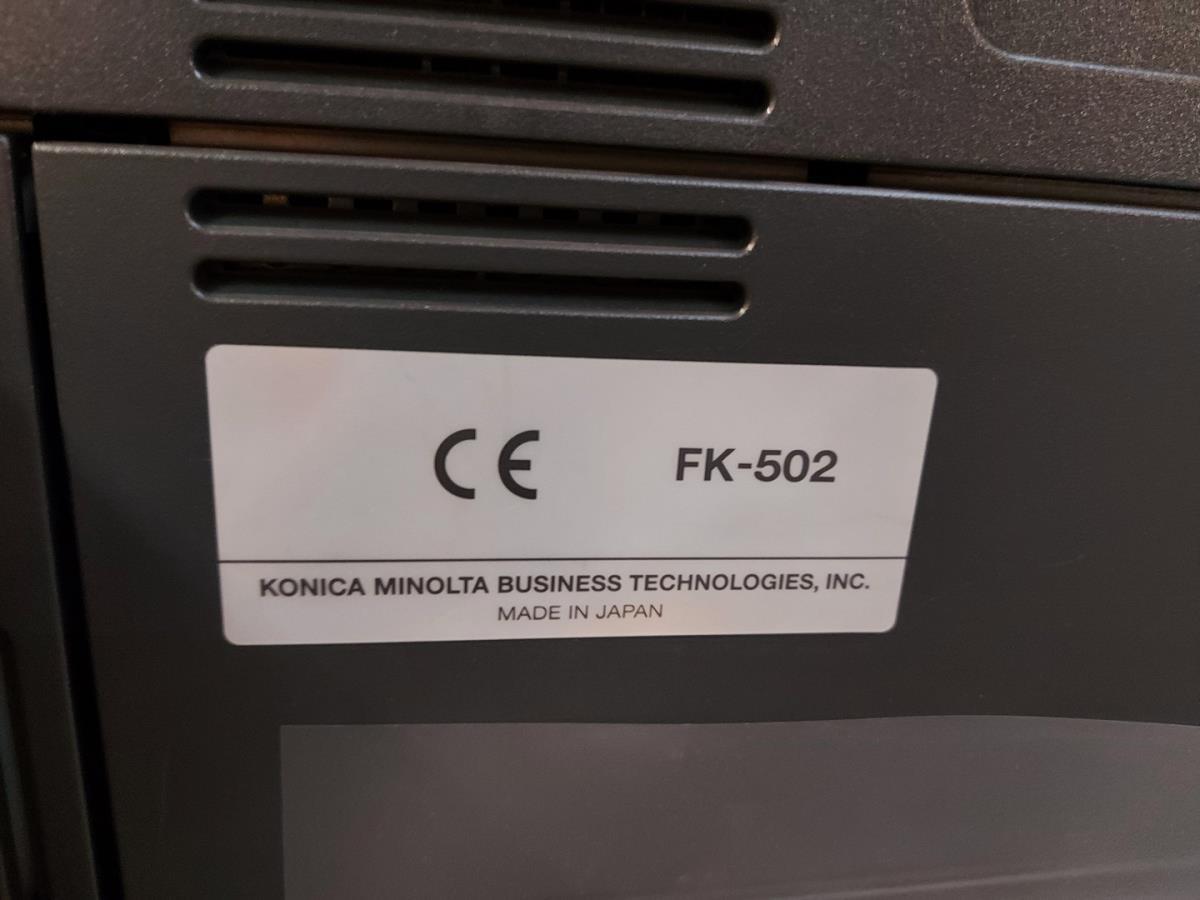 CE FK-502
KONICA MINOLTA BUSINESS TECHNOLOGIES, INC.
MADE IN JAPAN